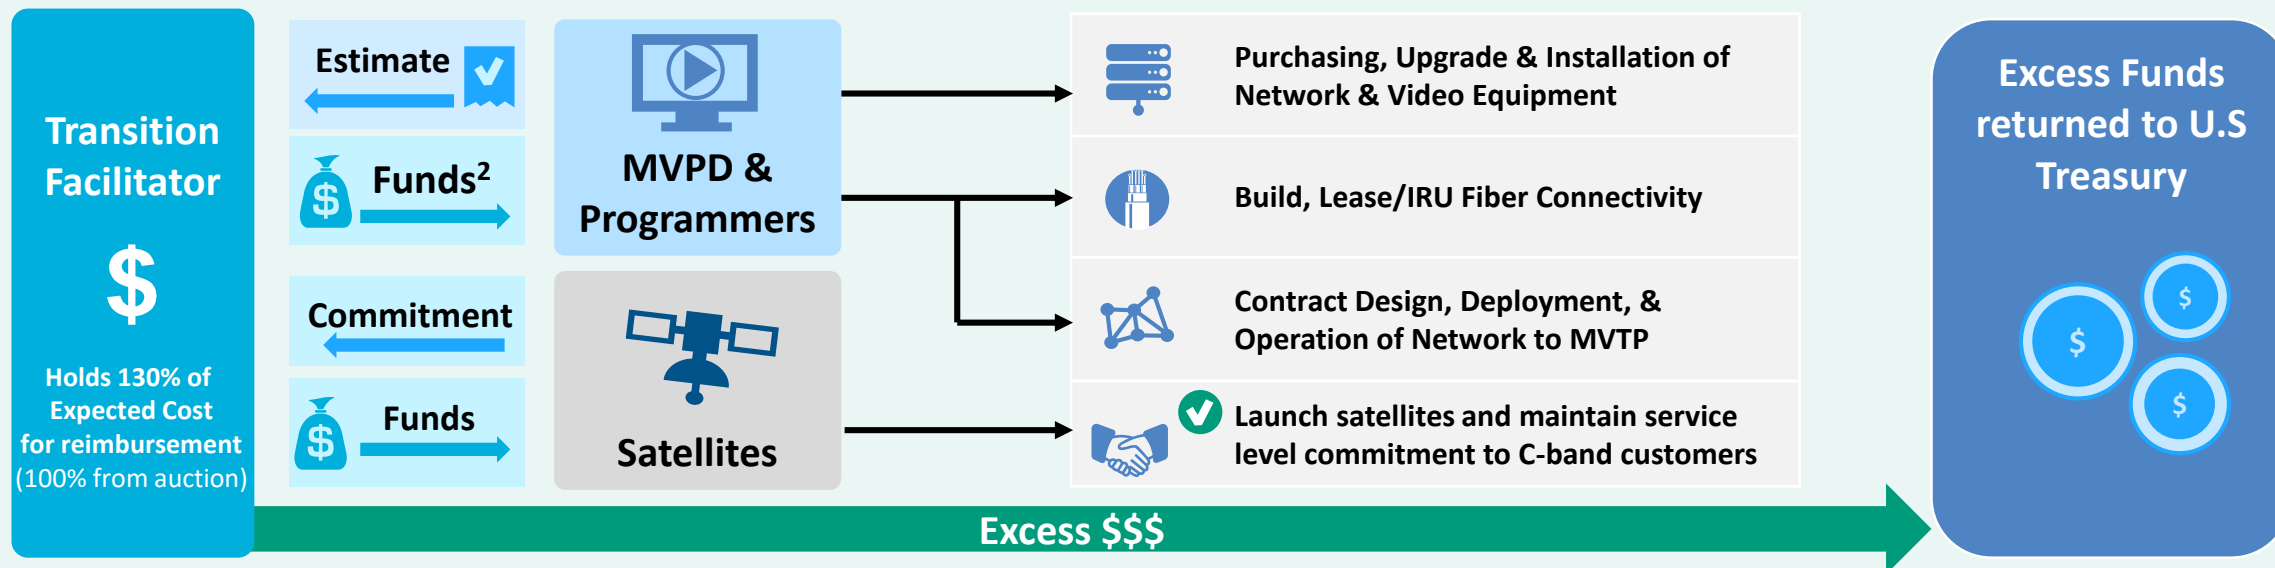 Transition
Facilitator
$
Holds 130% of
Expected Cost
for reimbursement
(100% from auction)
Estimate
$
Funds²
Commitment
$
Funds
MVPD &
Programmers
Satellites
Purchasing, Upgrade & Installation of
Network & Video Equipment
Build, Lease/IRU Fiber Connectivity
Contract Design, Deployment, &
Operation of Network to MVTP
Launch satellites and maintain service
level commitment to C-band customers
Excess Funds
returned to U.S
Treasury
$
$
$
Excess $$$